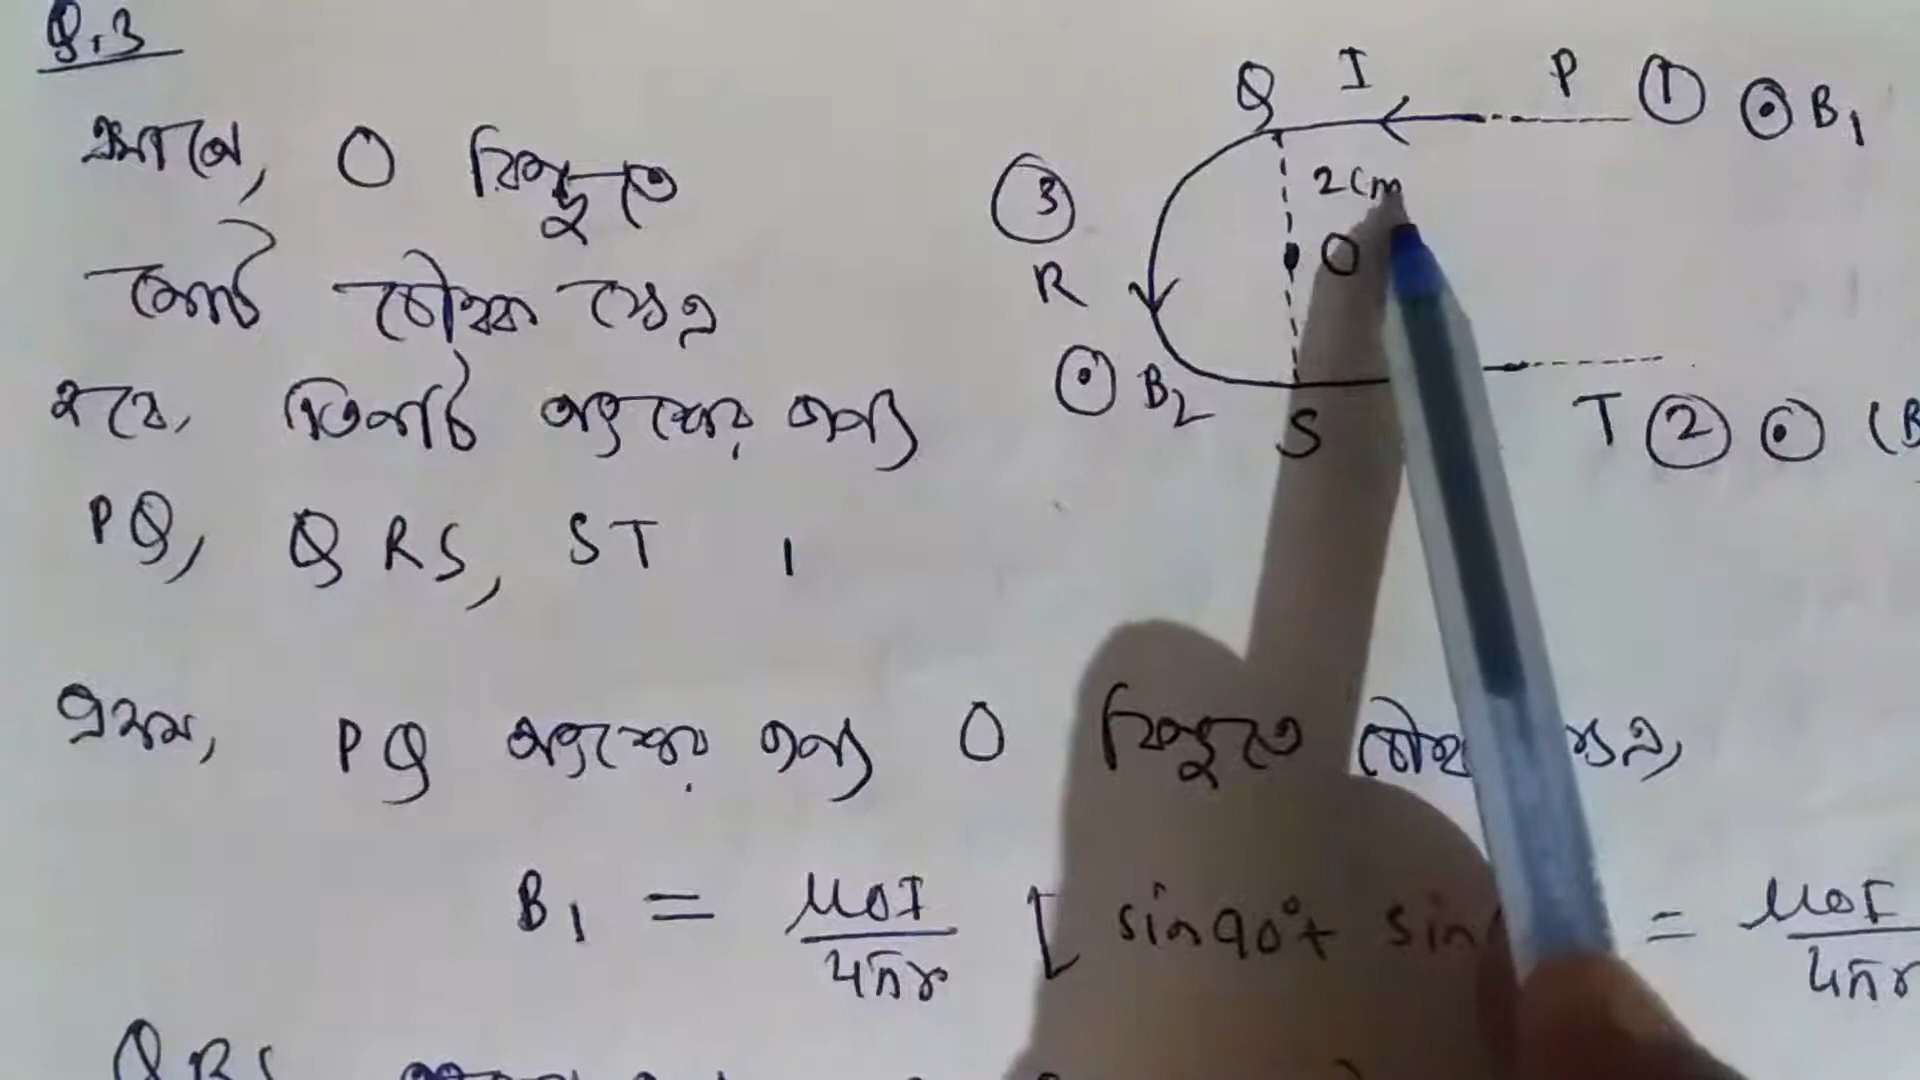 Q.3
এখানে, O বিন্দুতে
মোট চৌম্বক ক্ষেত্র
হবে, তিনটি অংশের জন্য
PQ, QRS, ST ।
Q I P ① ⊙ B1
③ 2cm
R O
⊙ B2
S T ② ⊙ (B
প্রথম, PQ অংশের জন্য O বিন্দুতে
B1 = μ0I/4πr [ sin90°+ sin = μ0I/4πr
QRS